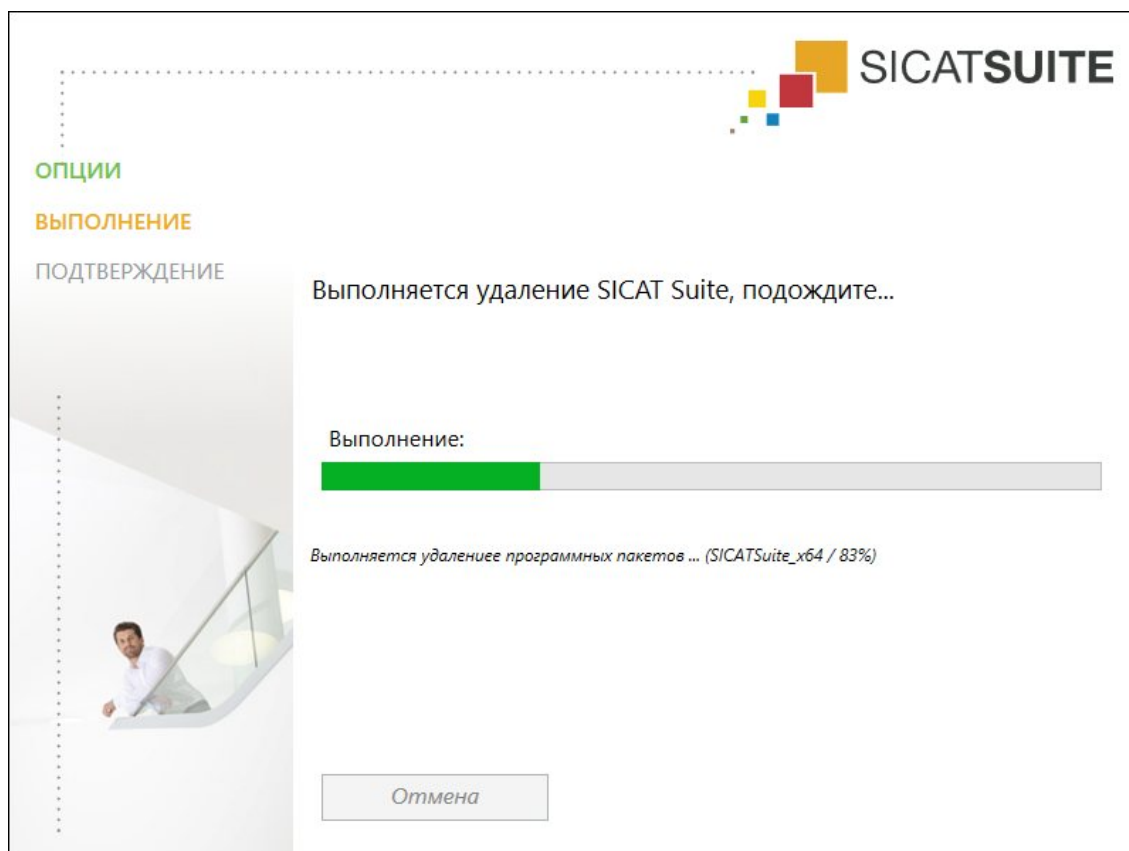 SICATSUITE
ОПЦИИ
ВЫПОЛНЕНИЕ
ПОДТВЕРЖДЕНИЕ
Выполняется удаление SICAT Suite, подождите...
Выполнение:
Выполняется удалениее программных пакетов ... (SICATSuite_x64 / 83%)
Отмена